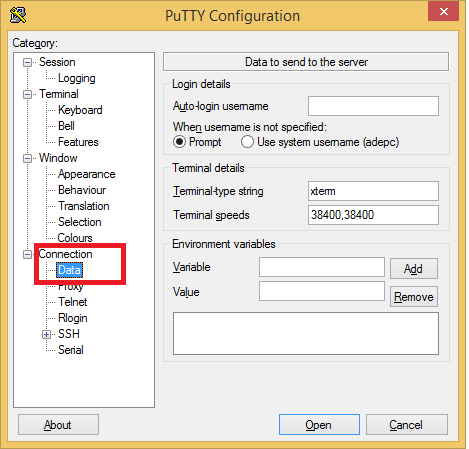 PuTTY Configuration
Category:
Session
Logging
Terminal
Keyboard
Bell
Features
Window
Appearance
Behaviour
Translation
Selection
Colours
Connection
Data
Proxy
Telnet
Rlogin
SSH
Serial
Data to send to the server
Login details
Auto-login username
When username is not specified:
Prompt
Use system username (adepc)
Terminal details
Terminal-type string
xterm
Terminal speeds
38400,38400
Environment variables
Variable
Add
Value
Remove
About
Open
Cancel